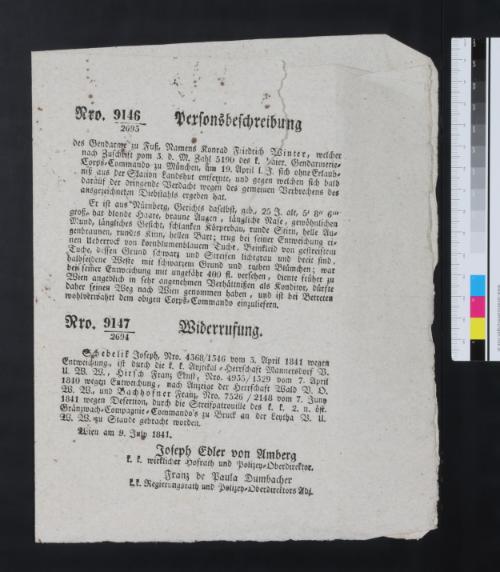 Nro. 9146/2693 Personsbeschreibung
des Gendarme zu Fuß, Namens Konrad Friedrich Winter, welcher
nach Zuschrift vom 3. d. M. Zahl 5190 des k. baier. Gendarmerie-
Corps-Commando zu München, am 19. April l. J. sich ohne Erlaub-
niß aus der Station Landshut entfernte, und gegen welchen sich bald
darauf der dringende Verdacht wegen des gemeinen Verbrechens des
ausgezeichneten Diebstahls ergeben hat.
Er ist aus Nürnberg, Gerichts daselbst, geb., 25 J. alt, 5' 8" 6'''
groß, hat blonde Haare, braune Augen, längliche Nase, gewöhnlichen
Mund, längliches Gesicht, schlanken Körperbau, runde Stirn, helle Au-
genbraunen, rundes Kinn, hellen Bart; trug bei seiner Entweichung ei-
nen Ueberrock von kornblumenblauem Tuche, Beinkleid von gestreiftem
Tuche, dessen Grund schwarz und Streifen lichtgrau und breit sind,
halbseidene Weste mit schwarzem Grund und rothen Blümchen; war
bei seiner Entweichung mit ungefähr 400 fl. versehen, diente früher zu
Wien angeblich in sehr angenehmen Verhältnißen als Konditor, dürfte
daher seinen Weg nach Wien genommen haben, und ist bei Betreten
wohlverwahrt dem obigen Corps-Commando einzuliefern.
Nro. 9147/2694 Widerrufung.
Schebelik Joseph, Nro. 4368/1346 vom 3. April 1841 wegen
Entweichung, ist durch die k. k. Herrschaft Mannersdorf V.
U. W. W., Hirsch Franz Ernst, Nro. 4955/1529 vom 7. April
1840 wegen Entweichung, nach Anzeige der Herrschaft Wald V. O.
W. W., und Bachhofner Franz, Nro. 7526/2148 vom 7. Juny
1841 wegen Desertion, durch die Streifpatrouille des k. k. 2. n. öst.
Gränzwach-Compagnie-Commando's zu Bruck an der Leytha V. U.
W. W. zu Stande gebracht worden.
Wien am 9. July 1841.
Joseph Edler von Amberg
k. k. wirklicher Hofrath und Polizey-Oberdirektor.
Franz de Paula Dumbacher
k. k. Regierungsrath und Polizey-Oberdirektors Adj.